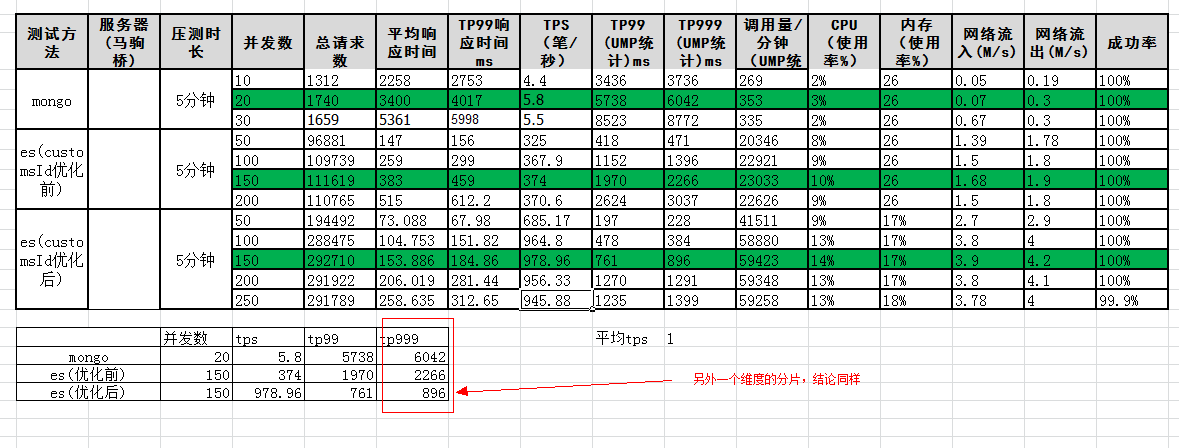 测试方法 服务器（马驹桥） 压测时长 并发数 总请求数 平均响应时间 TP99响应时间ms TPS（笔/秒） TP99(UMP统计)ms TP999(UMP统计)ms 调用量/分钟（UMP统 CPU（使用率%） 内存（使用率%） 网络流入(M/s) 网络流出(M/s) 成功率
mongo 5分钟 10 1312 2258 2753 4.4 3436 3736 269 2% 26 0.05 0.19 100%
20 1740 3400 4017 5.8 5738 6042 353 3% 26 0.07 0.3 100%
30 1659 5361 5998 5.5 8523 8772 335 2% 26 0.67 0.3 100%
es(customsId优化前) 5分钟 50 96881 147 156 325 418 471 20346 8% 26 1.39 1.78 100%
100 109739 259 299 367.9 1152 1396 22921 9% 26 1.5 1.8 100%
150 111619 383 459 374 1970 2266 23033 10% 26 1.68 1.9 100%
200 110765 515 612.2 370.6 2624 3037 22626 9% 26 1.5 1.8 100%
es(customsId优化后) 5分钟 50 194492 73.088 67.98 685.17 197 228 41511 9% 17% 2.7 2.9 100%
100 288475 104.753 151.82 964.8 478 384 58880 13% 17% 3.8 4 100%
150 292710 153.886 184.86 978.96 761 896 59423 14% 17% 3.9 4.2 100%
200 291922 206.019 281.44 956.33 1270 1291 59348 13% 17% 3.8 4.1 100%
250 291789 258.635 312.65 945.88 1235 1399 59258 13% 18% 3.78 4 99.9%
并发数 tps tp99 tp999 平均tps 1
mongo 20 5.8 5738 6042
es(优化前) 150 374 1970 2266
es(优化后) 150 978.96 761 896
另外一个维度的分片，结论同样